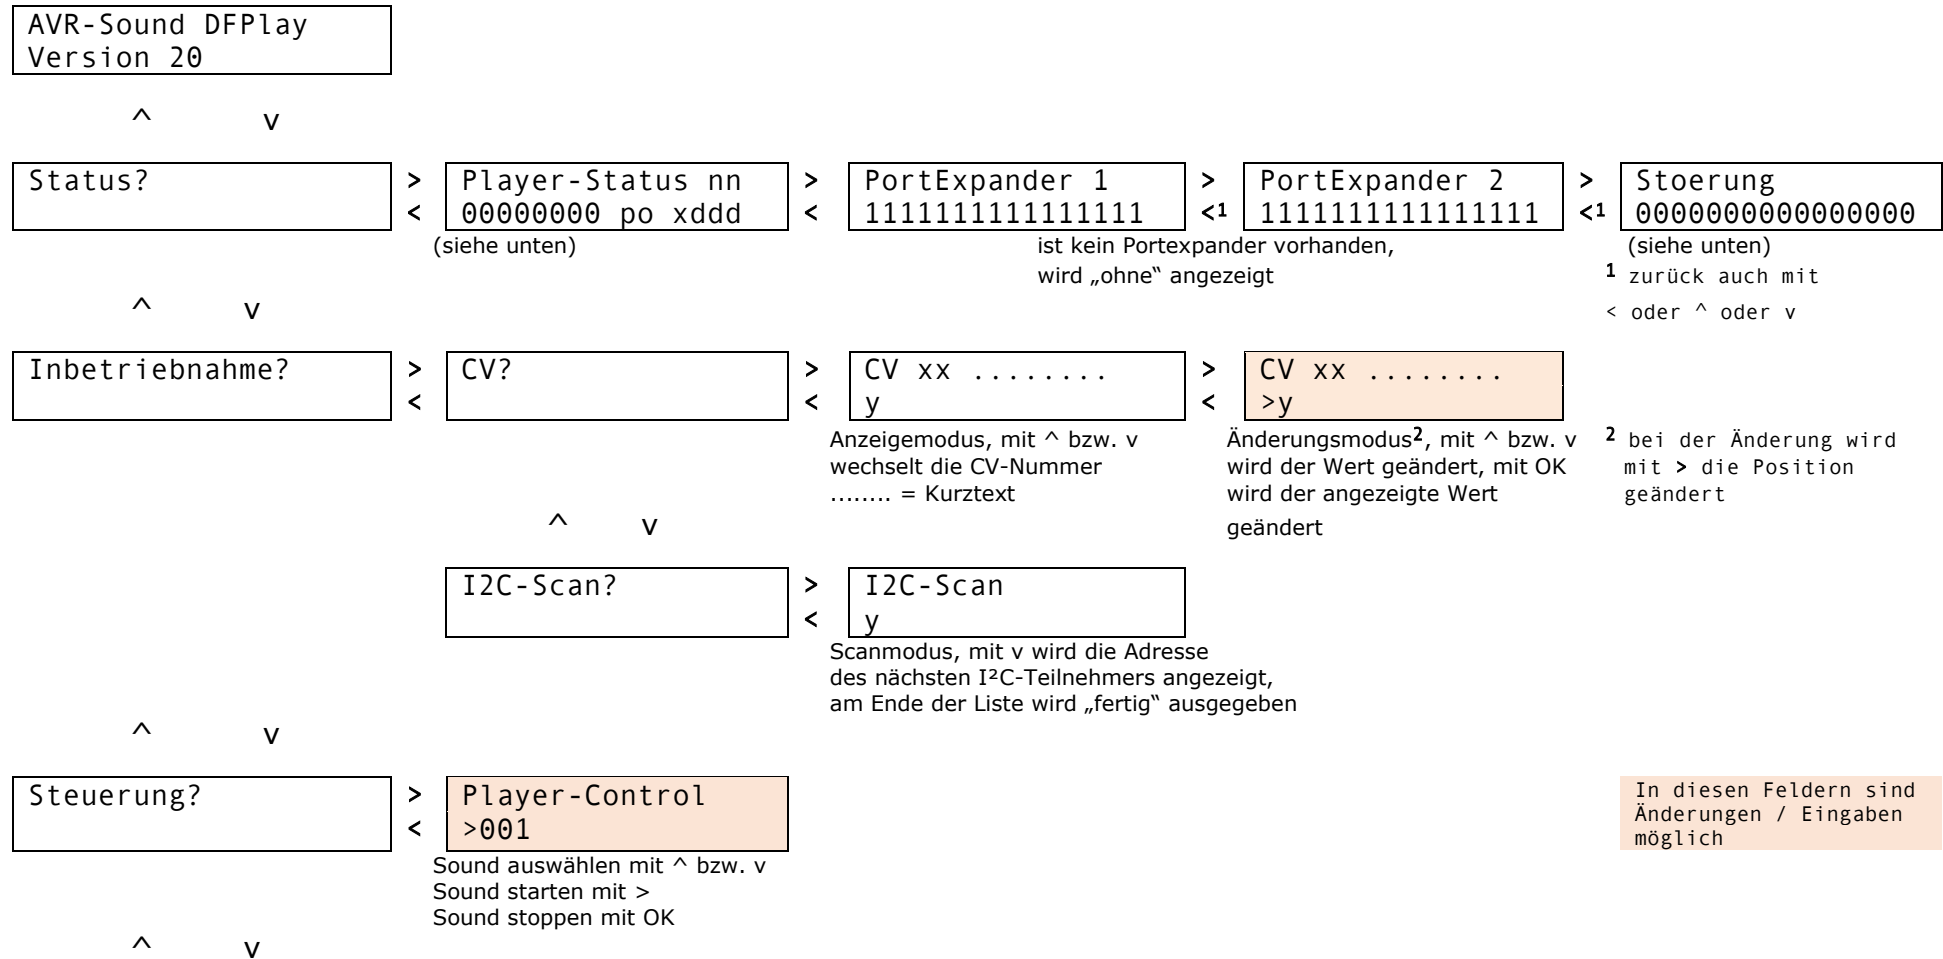 AVR-Sound DFPlay
Version 20
^ v
Status? > Player-Status nn > PortExpander 1 > PortExpander 2 > Stoerung
< 00000000 po xddd < 1111111111111111 <1 1111111111111111 <1 0000000000000000
(siehe unten) ist kein Portexpander vorhanden, (siehe unten)
wird „ohne“ angezeigt 1 zurück auch mit
^ v < oder ^ oder v
Inbetriebnahme? > CV? > CV xx ........ > CV xx ........
< < y < >y
Anzeigemodus, mit ^ bzw. v
wechselt die CV-Nummer
........ = Kurztext
Änderungsmodus2, mit ^ bzw. v
wird der Wert geändert, mit OK
wird der angezeigte Wert
geändert
2 bei der Änderung wird
mit > die Position
geändert
^ v
I2C-Scan? > I2C-Scan
< y
Scanmodus, mit v wird die Adresse
des nächsten I²C-Teilnehmers angezeigt,
am Ende der Liste wird „fertig“ ausgegeben
^ v
Steuerung? > Player-Control
< >001
Sound auswählen mit ^ bzw. v
Sound starten mit >
Sound stoppen mit OK
In diesen Feldern sind
Änderungen / Eingaben
möglich
^ v